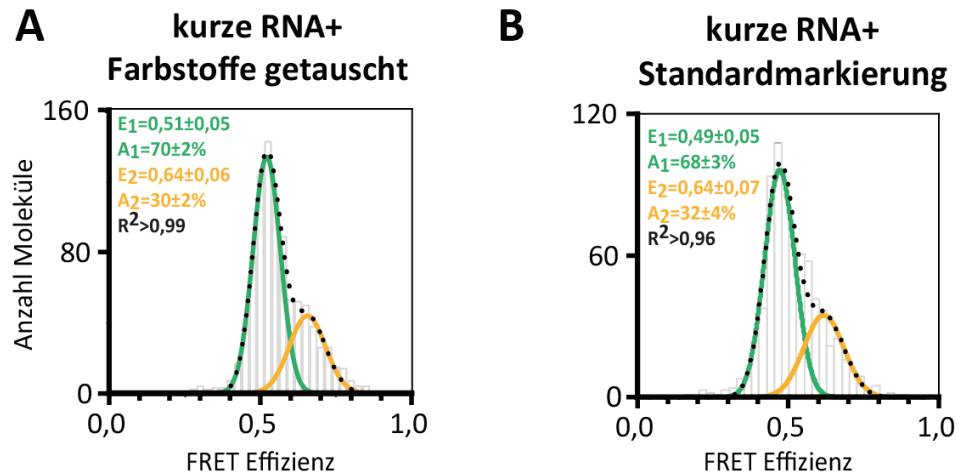 A
kurze RNA+
Farbstoffe getauscht
160
E1=0,51±0,05
A1=70±2%
E2=0,64±0,06
A2=30±2%
R2>0,99
80
0
Anzahl Moleküle
0,0
0,5
1,0
FRET Effizienz
B
kurze RNA+
Standardmarkierung
120
E1=0,49±0,05
A1=68±3%
E2=0,64±0,07
A2=32±4%
R2>0,96
60
0
0,0
0,5
1,0
FRET Effizienz